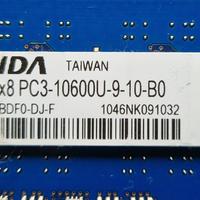 TAIWAN
x8 PC3-10600U-9-10-B0
BDF0-DJ-F 1046NK091032